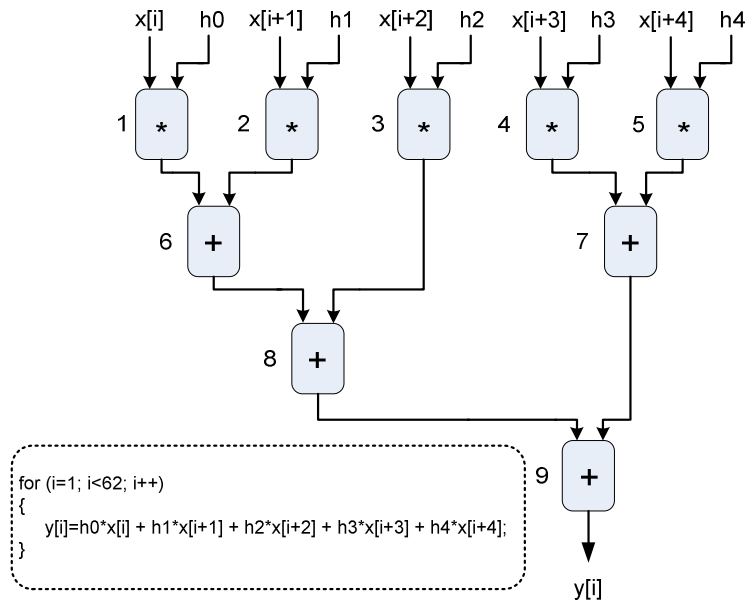 x[i] h0 x[i+1] h1 x[i+2] h2 x[i+3] h3 x[i+4] h4
1 * 2 * 3 * 4 * 5 *
6 + 7 +
8 +
9 +
for (i=1; i<62; i++)
{
y[i]=h0*x[i] + h1*x[i+1] + h2*x[i+2] + h3*x[i+3] + h4*x[i+4];
}
y[i]